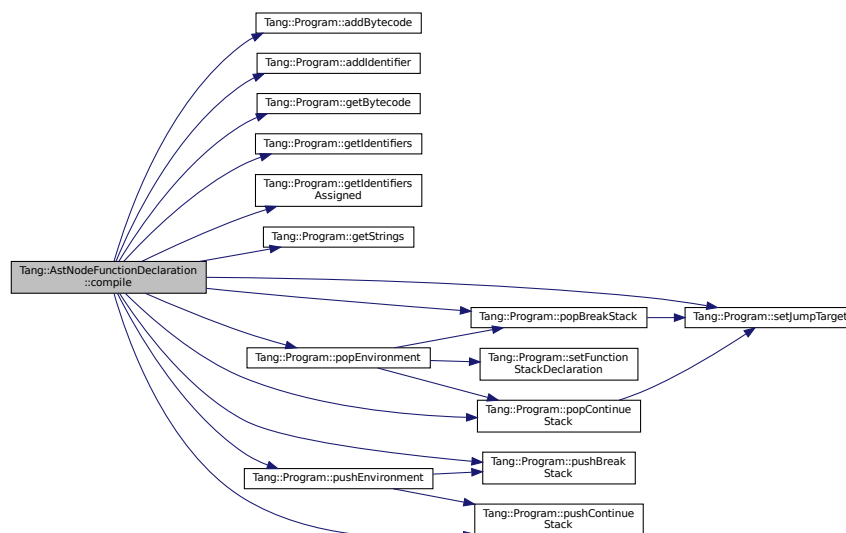 Tang::Program::addBytecode
Tang::Program::addIdentifier
Tang::Program::getBytecode
Tang::Program::getIdentifiers
Tang::Program::getIdentifiers
Assigned
Tang::Program::getStrings
Tang::AstNodeFunctionDeclaration
::compile
Tang::Program::popBreakStack
Tang::Program::setJumpTarget
Tang::Program::popEnvironment
Tang::Program::setFunction
StackDeclaration
Tang::Program::popContinue
Stack
Tang::Program::pushBreak
Stack
Tang::Program::pushEnvironment
Tang::Program::pushContinue
Stack